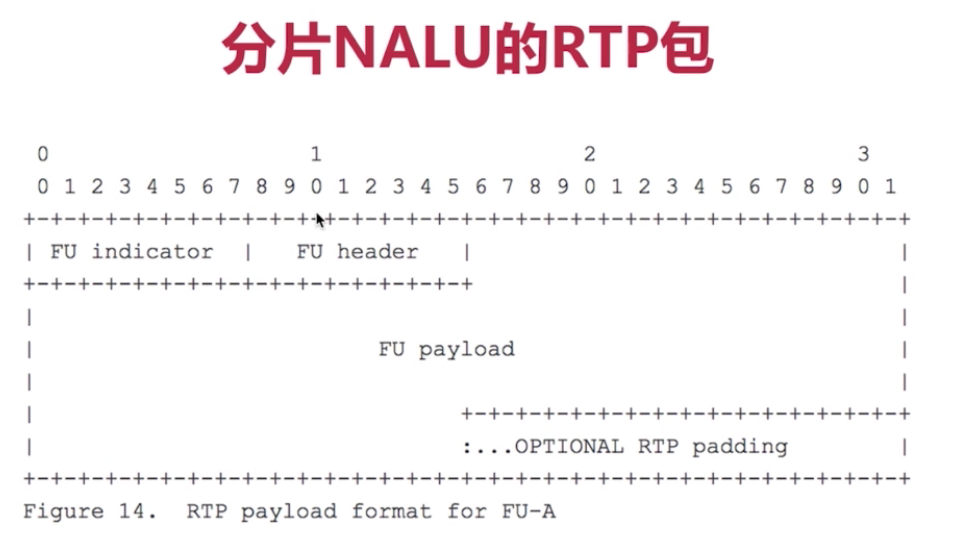 分片NALU的RTP包
0                   1                   2                   3
0 1 2 3 4 5 6 7 8 9 0 1 2 3 4 5 6 7 8 9 0 1 2 3 4 5 6 7 8 9 0 1
+-+-+-+-+-+-+-+-+-+-+-+-+-+-+-+-+-+-+-+-+-+-+-+-+-+-+-+-+-+-+-+-+
| FU indicator  |   FU header   |                               |
+-+-+-+-+-+-+-+-+-+-+-+-+-+-+-+-+                               |
|                                                               |
|                         FU payload                            |
|                                                               |
|                               +-+-+-+-+-+-+-+-+-+-+-+-+-+-+-+-+
|                               :...OPTIONAL RTP padding        |
+-+-+-+-+-+-+-+-+-+-+-+-+-+-+-+-+-+-+-+-+-+-+-+-+-+-+-+-+-+-+-+-+
Figure 14.  RTP payload format for FU-A